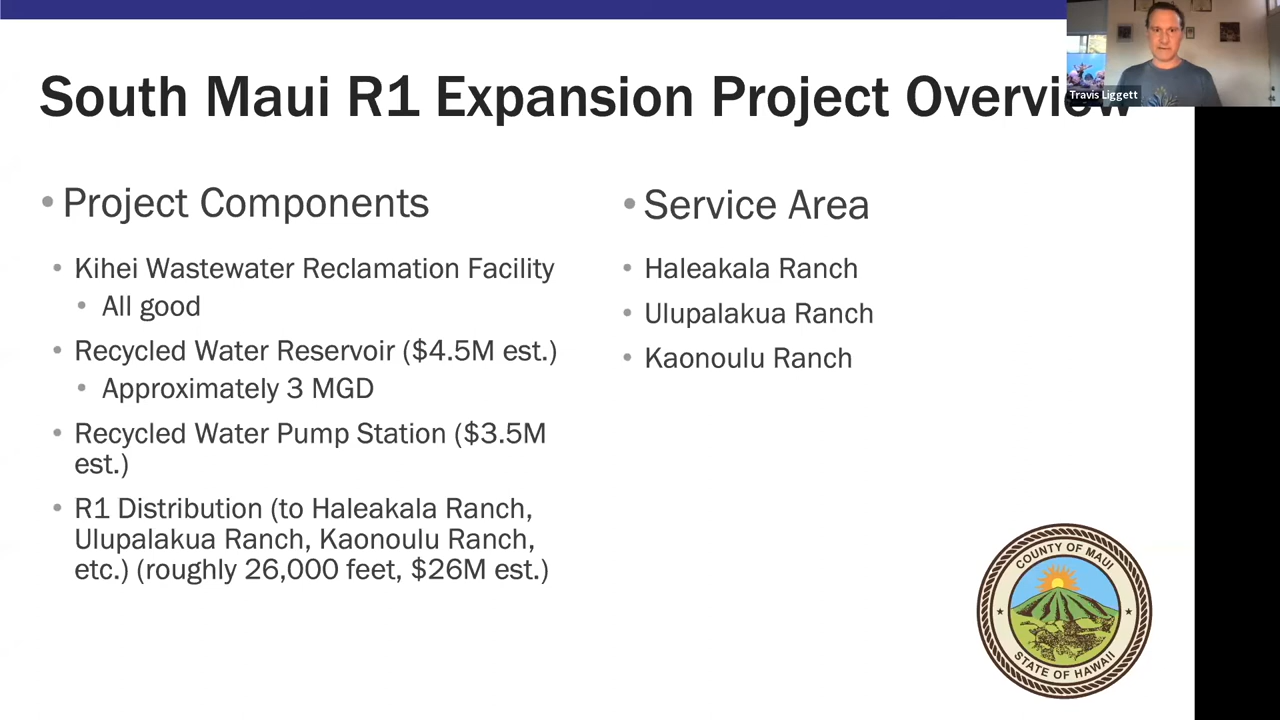 South Maui R1 Expansion Project Overview
Travis Liggett
• Project Components
• Kihei Wastewater Reclamation Facility
• All good
• Recycled Water Reservoir ($4.5M est.)
• Approximately 3 MGD
• Recycled Water Pump Station ($3.5M
est.)
• R1 Distribution (to Haleakala Ranch,
Ulupalakua Ranch, Kaonoulu Ranch,
etc.) (roughly 26,000 feet, $26M est.)
• Service Area
• Haleakala Ranch
• Ulupalakua Ranch
• Kaonoulu Ranch
COUNTY OF MAUI
STATE OF HAWAII